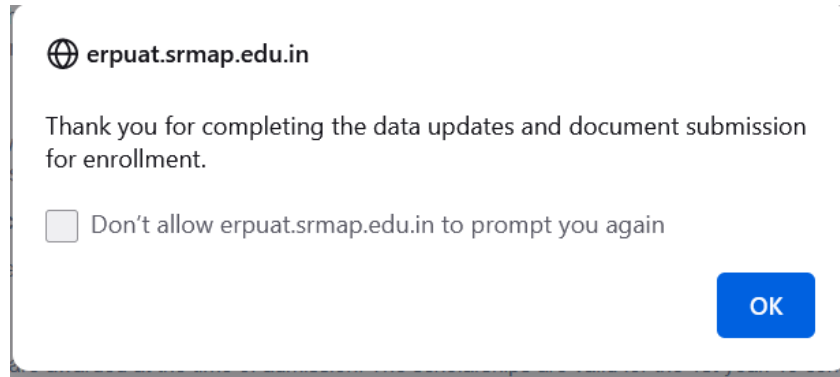 erpuat.srmap.edu.in
Thank you for completing the data updates and document submission
for enrollment.
Don’t allow erpuat.srmap.edu.in to prompt you again
OK